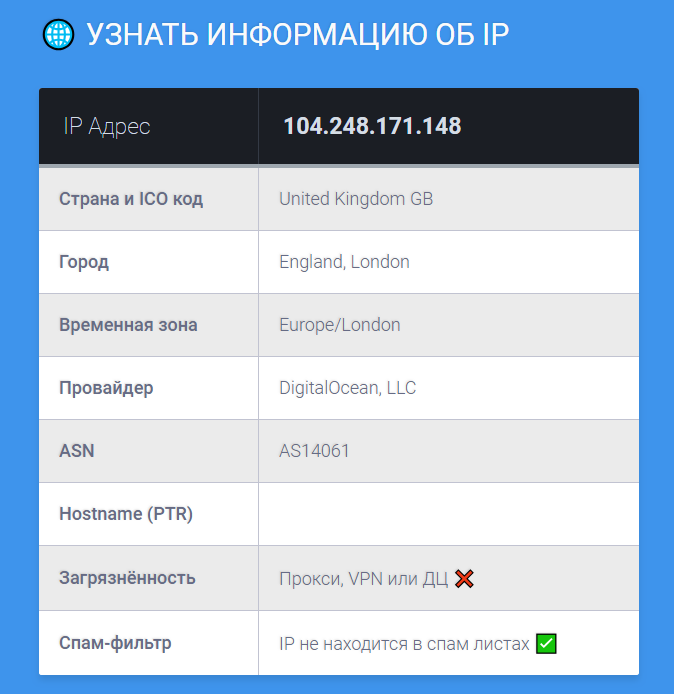 УЗНАТЬ ИНФОРМАЦИЮ ОБ IP
IP Адрес 104.248.171.148
Страна и ICO код United Kingdom GB
Город England, London
Временная зона Europe/London
Провайдер DigitalOcean, LLC
ASN AS14061
Hostname (PTR)
Загрязнённость Прокси, VPN или ДЦ ❌
Спам-фильтр IP не находится в спам листах ✅